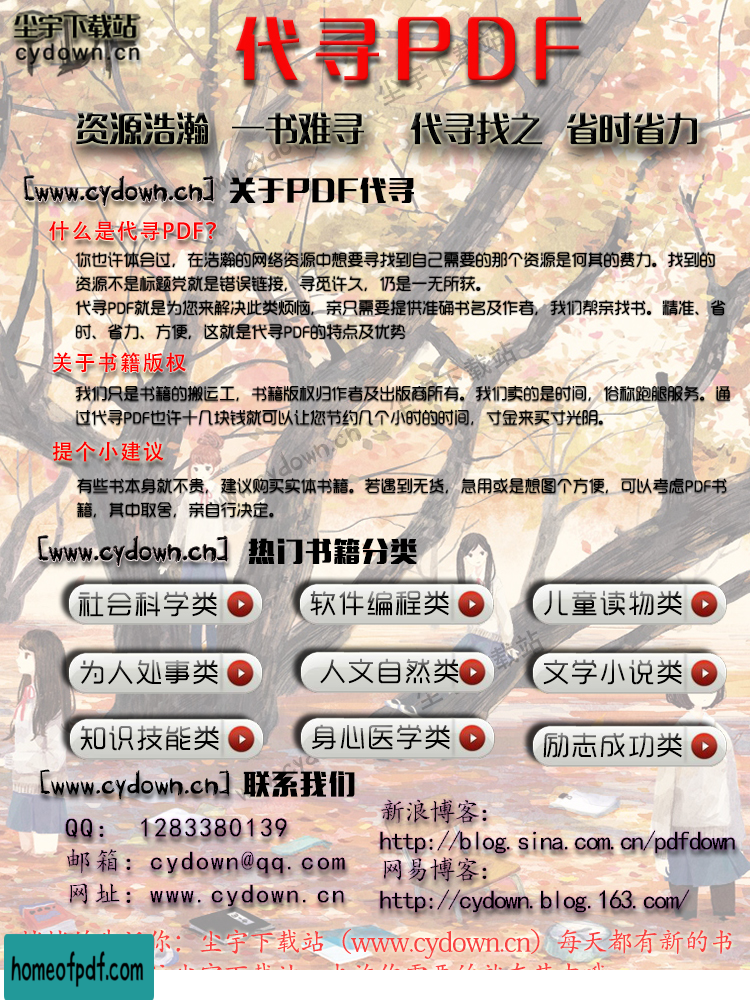 尘宇下载站
cydown.cn
代寻PDF
资源浩瀚 一书难寻 代寻找之 省时省力
[www.cydown.cn] 关于PDF代寻
什么是代寻PDF?
你也许体会过，在浩瀚的网络资源中想要寻找到自己需要的那个资源是何其的费力。找到的
资源不是标题党就是错误链接，寻觅许久，仍是一无所获。
代寻PDF就是为您来解决此类烦恼，亲只需要提供准确书名及作者，我们帮亲找书。精准、省
时、省力、方便，这就是代寻PDF的特点及优势
关于书籍版权
我们只是书籍的搬运工，书籍版权归作者及出版商所有。我们卖的是时间，俗称跑腿服务。通
过代寻PDF也许十几块钱就可以让您节约几个小时的时间，寸金来买寸光阴。
提个小建议
有些书本身就不贵，建议购买实体书籍。若遇到无货，急用或是想图个方便，可以考虑PDF书
籍，其中取舍，亲自行决定。
[www.cydown.cn] 热门书籍分类
社会科学类 软件编程类 儿童读物类
为人处事类 人文自然类 文学小说类
知识技能类 身心医学类 励志成功类
[www.cydown.cn] 联系我们
QQ: 1283380139
邮箱: cydown@qq.com
网址: www.cydown.cn
新浪博客:
http://blog.sina.com.cn/pdfdown
网易博客:
http://cydown.blog.163.com/
你: 尘宇下载站（www.cydown.cn）每天都有新的书
homeofpdf.com